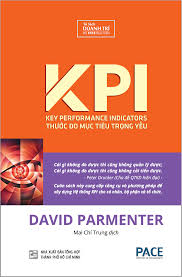 Tủ Sách
DOANH TRÍ
KPI
KEY PERFORMANCE INDICATORS
THƯỚC ĐO MỤC TIÊU TRỌNG YẾU
Cái gì không đo được thì cũng không quản lý được,
Cái gì không đo được thì cũng không cải tiến được.
- Peter Drucker (Cha đẻ QTKD hiện đại) -
Cuốn sách này cung cấp công cụ và phương pháp để
xây dựng Hệ thống KPI cho cá nhân, bộ phận và tổ chức.
DAVID PARMENTER
Mai Chí Trung dịch
NHÀ XUẤT BẢN TỔNG HỢP
THÀNH PHỐ HỒ CHÍ MINH
PACE